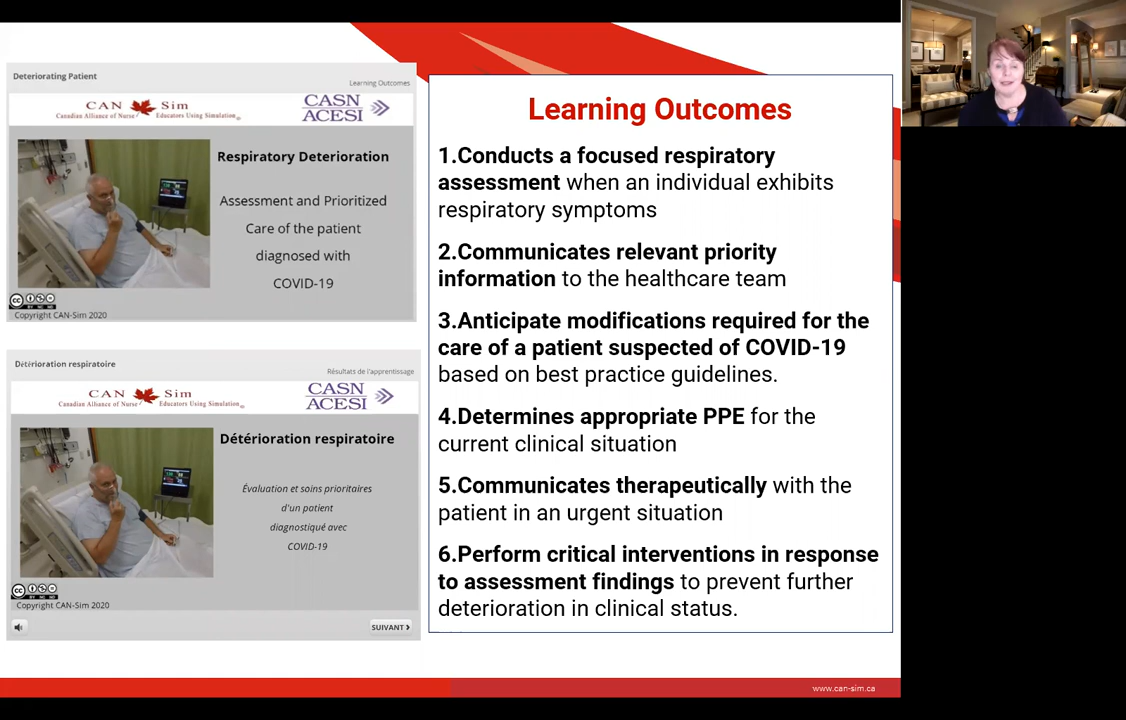 Deteriorating Patient
Learning Outcomes
CAN Sim
Canadian Alliance of Nurse Educators Using Simulation
CASN
ACESI
Respiratory Deterioration
Assessment and Prioritized
Care of the patient
diagnosed with
COVID-19
Copyright CAN-Sim 2020
Détérioration respiratoire
Résultats de l'apprentissage
CAN Sim
Canadian Alliance of Nurse Educators Using Simulation
CASN
ACESI
Détérioration respiratoire
Évaluation et soins prioritaires
d'un patient
diagnostiqué avec
COVID-19
Copyright CAN-Sim 2020
SUIVANT
Learning Outcomes
1.Conducts a focused respiratory
assessment when an individual exhibits
respiratory symptoms
2.Communicates relevant priority
information to the healthcare team
3.Anticipate modifications required for the
care of a patient suspected of COVID-19
based on best practice guidelines.
4.Determines appropriate PPE for the
current clinical situation
5.Communicates therapeutically with the
patient in an urgent situation
6.Perform critical interventions in response
to assessment findings to prevent further
deterioration in clinical status.
www.can-sim.ca